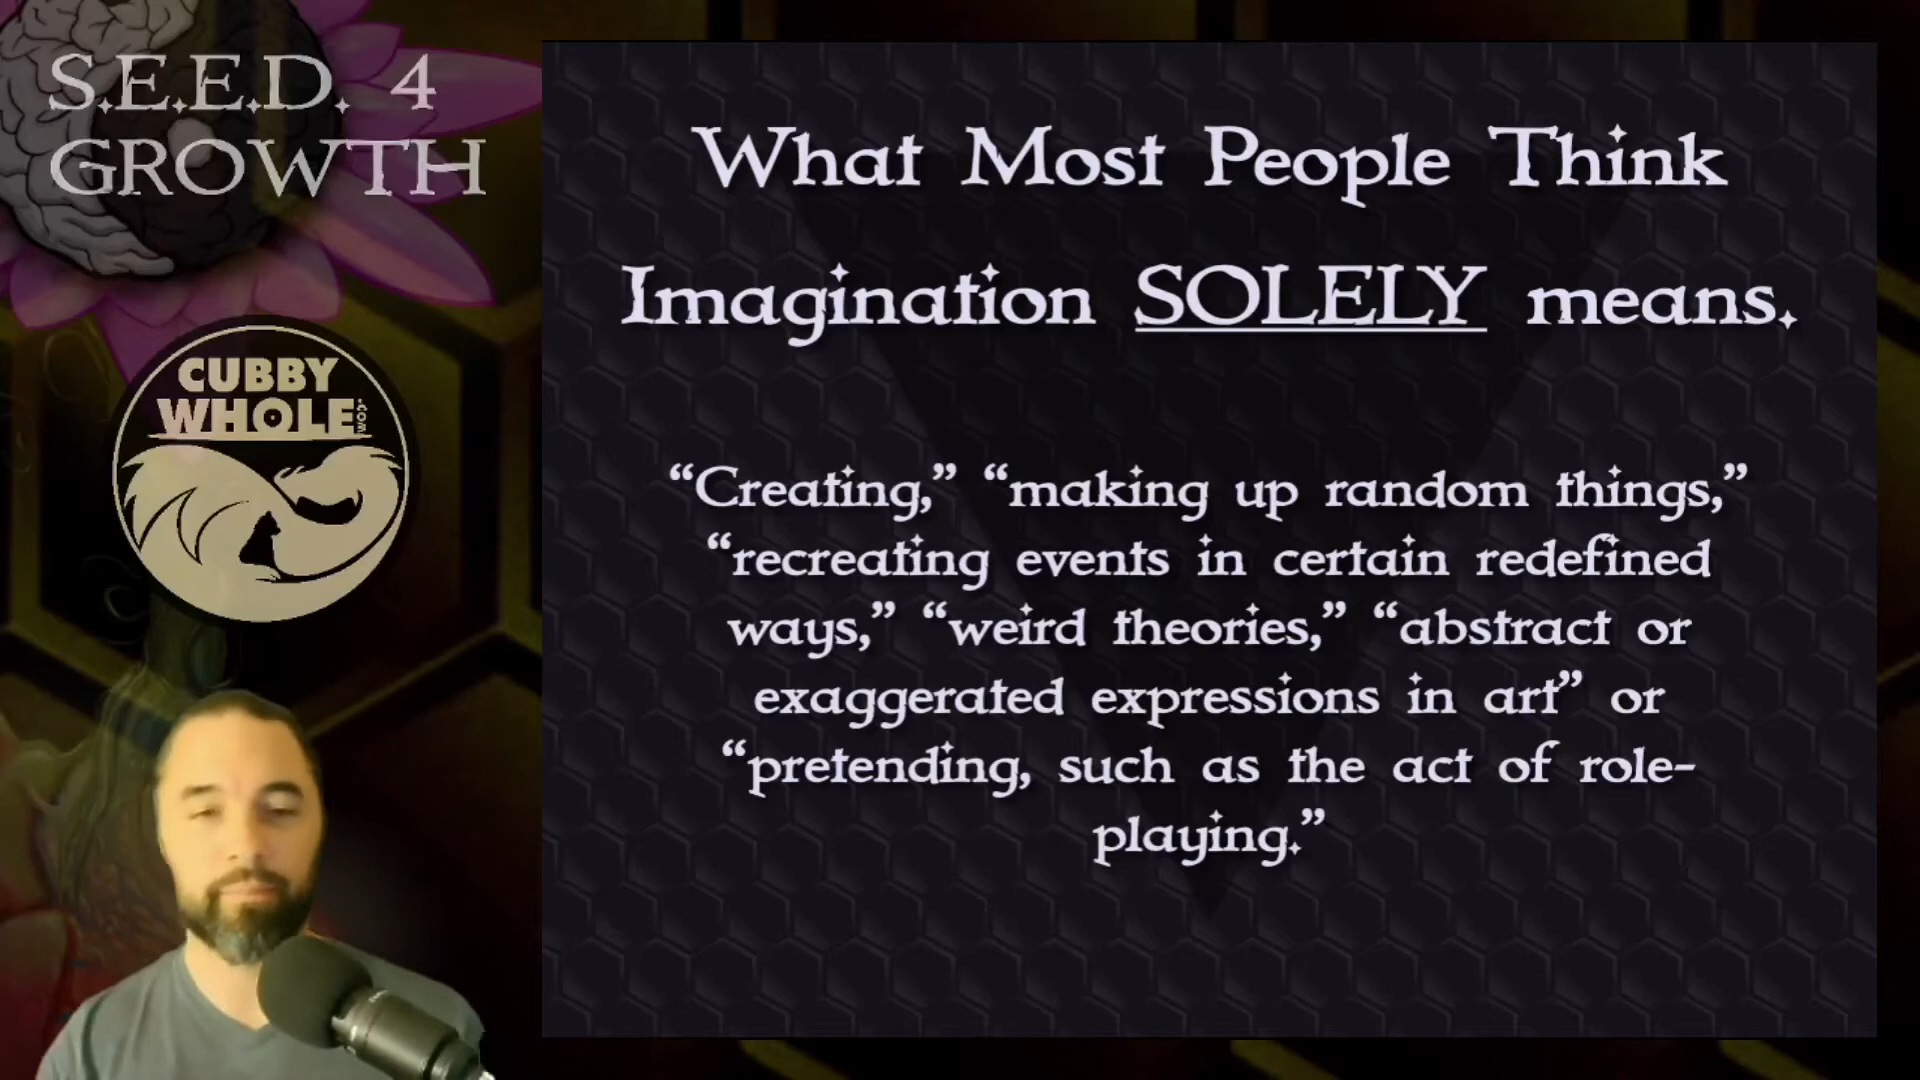 S.E.E.D. 4
GROWTH
CUBBY
WHOLE.COM
What Most People Think
Imagination SOLELY means.
“Creating,” “making up random things,”
“recreating events in certain redefined
ways,” “weird theories,” “abstract or
exaggerated expressions in art” or
“pretending, such as the act of role-
playing.”